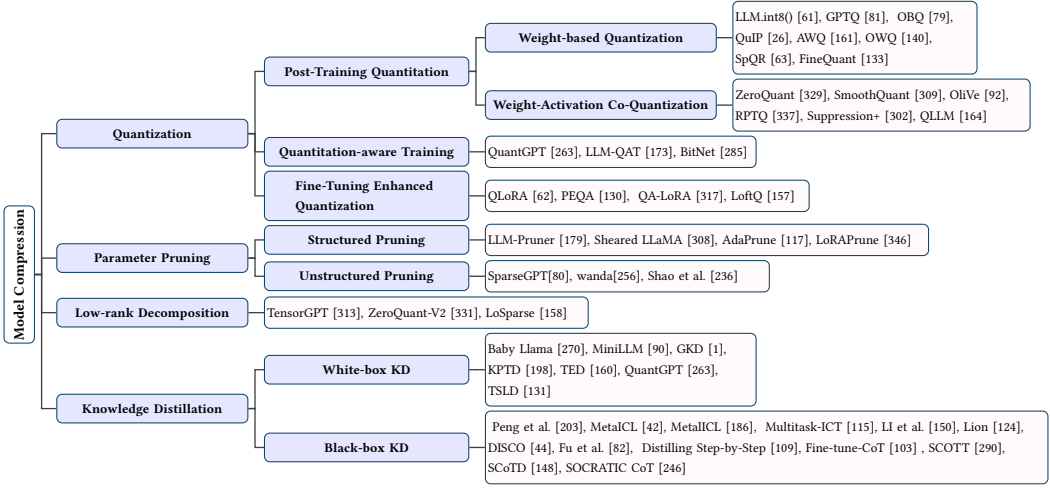 Model Compression
Quantization
Post-Training Quantitation
Weight-based Quantization
LLM.int8() [61], GPTQ [81], OBQ [79],
QuIP [26], AWQ [161], OWQ [140],
SpQR [63], FineQuant [133]
Weight-Activation Co-Quantization
ZeroQuant [329], SmoothQuant [309], OliVe [92],
RPTQ [337], Suppression+ [302], QLLM [164]
Quantitation-aware Training
QuantGPT [263], LLM-QAT [173], BitNet [285]
Fine-Tuning Enhanced
Quantization
QLoRA [62], PEQA [130], QA-LoRA [317], LoftQ [157]
Parameter Pruning
Structured Pruning
LLM-Pruner [179], Sheared LLaMA [308], AdaPrune [117], LoRAPrune [346]
Unstructured Pruning
SparseGPT[80], wanda[256], Shao et al. [236]
Low-rank Decomposition
TensorGPT [313], ZeroQuant-V2 [331], LoSparse [158]
Knowledge Distillation
White-box KD
Baby Llama [270], MiniLLM [90], GKD [1],
KPTD [198], TED [160], QuantGPT [263],
TSLD [131]
Black-box KD
Peng et al. [203], MetaICL [42], MetalICL [186], Multitask-ICT [115], LI et al. [150], Lion [124],
DISCO [44], Fu et al. [82], Distilling Step-by-Step [109], Fine-tune-CoT [103] , SCOTT [290],
SCoTD [148], SOCRATIC CoT [246]